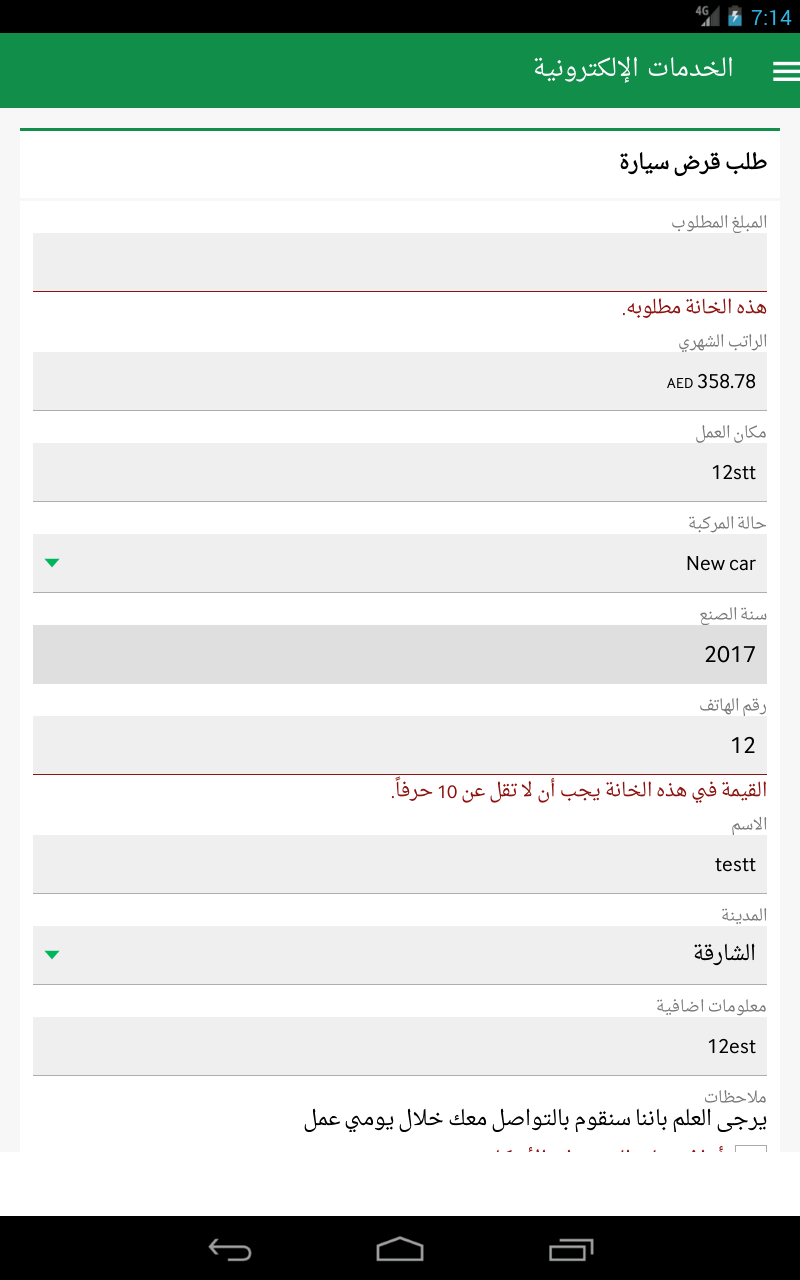 4G 7:14
الخدمات الإلكترونية
طلب قرض سيارة
المبلغ المطلوب
هذه الخانة مطلوبه.
الراتب الشهري
358.78 AED
مكان العمل
12stt
حالة المركبة
New car
سنة الصنع
2017
رقم الهاتف
12
القيمة في هذه الخانة يجب أن لا تقل عن 10 حرفاً.
الاسم
testt
المدينة
الشارقة
معلومات اضافية
12est
ملاحظات
يرجى العلم باننا سنقوم بالتواصل معك خلال يومي عمل